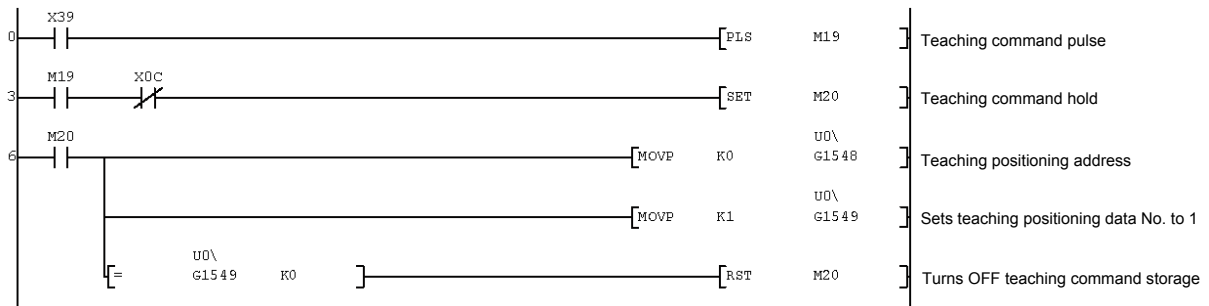 X39
0 PLS M19 Teaching command pulse
M19 X0C
3 SET M20 Teaching command hold
M20 U0\
6 MOVP K0 G1548 Teaching positioning address
U0\
MOVP K1 G1549 Sets teaching positioning data No. to 1
U0\
= G1549 K0 RST M20 Turns OFF teaching command storage